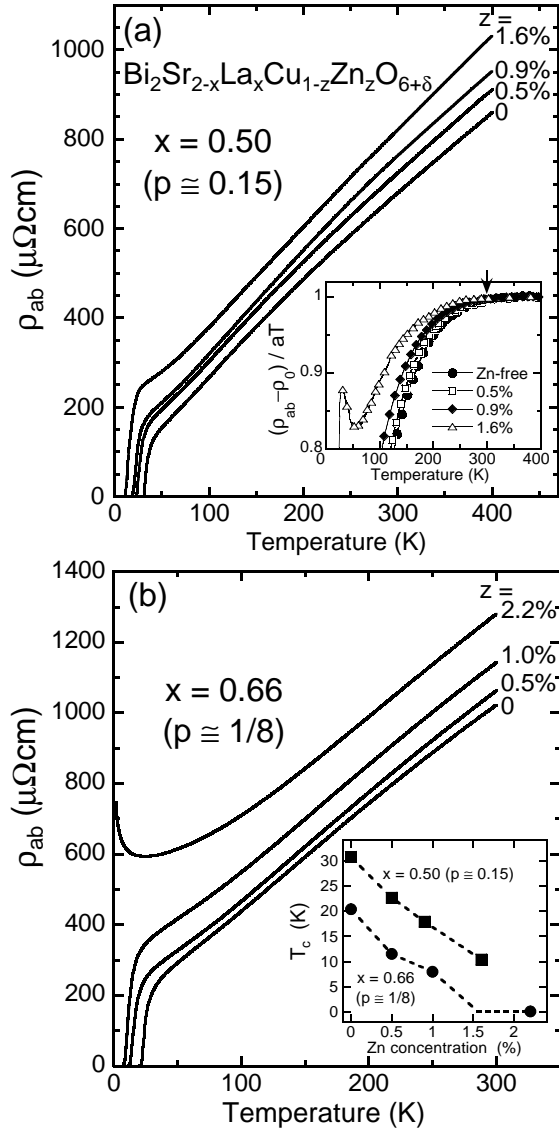 (a)
Bi₂Sr₂₋ₓLaₓCu₁₋zZnzO₆₊δ
x = 0.50
(p ≅ 0.15)
z =
1.6%
0.9%
0.5%
0
1000
800
600
400
200
0
ρab (μΩcm)
0 100 200 300 400
Temperature (K)
1
0.9
0.8
(ρab−ρ0) / aT
Zn-free
0.5%
0.9%
1.6%
0 100 200 300 400
Temperature (K)
(b)
x = 0.66
(p ≅ 1/8)
z =
2.2%
1.0%
0.5%
0
1400
1200
1000
800
600
400
200
0
ρab (μΩcm)
0 100 200 300
Temperature (K)
30
25
20
15
10
5
0
Tc (K)
x = 0.50 (p ≅ 0.15)
x = 0.66
(p ≅ 1/8)
0 0.5 1 1.5 2
Zn concentration (%)